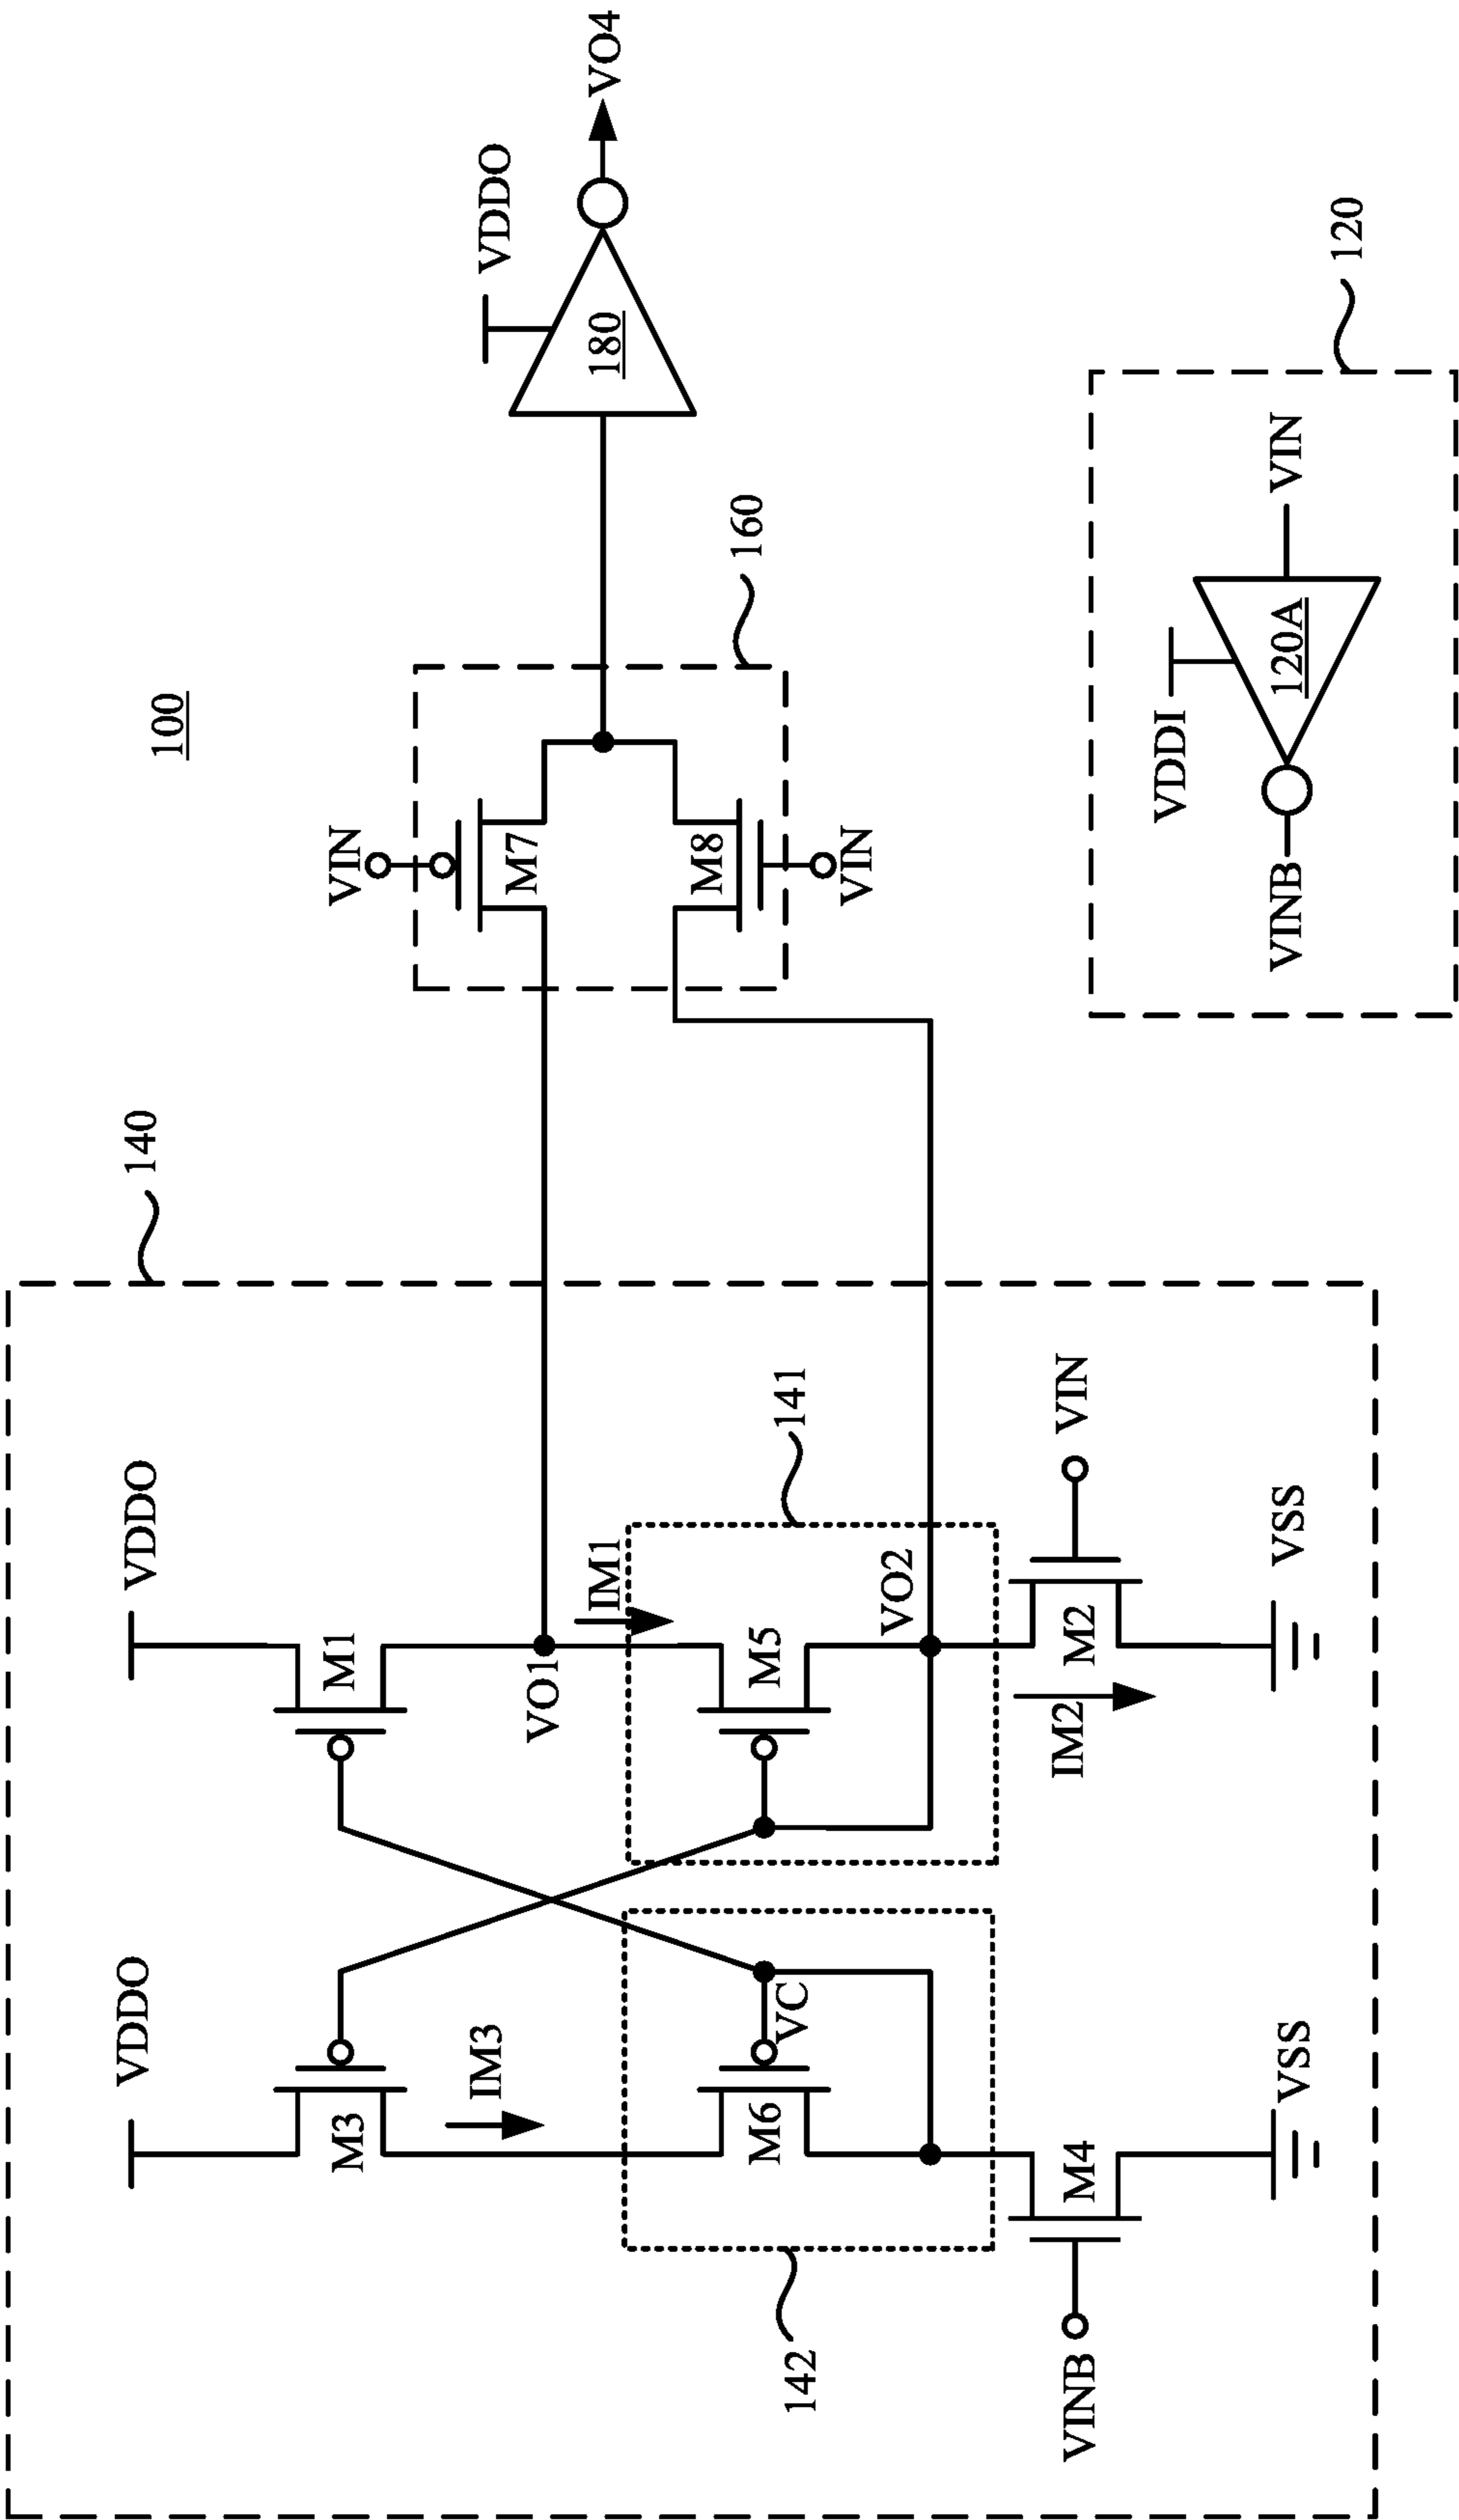 100
140
VDDO
VDDO
M3
M1
IM3
VO1
IM1
141
142
M6
VC
M5
VO2
VINB
M4
IM2
M2
VIN
VSS
VSS
VIN
M7
M8
VIN
160
VDDO
180
VO4
120
VDDI
VINB
120A
VIN